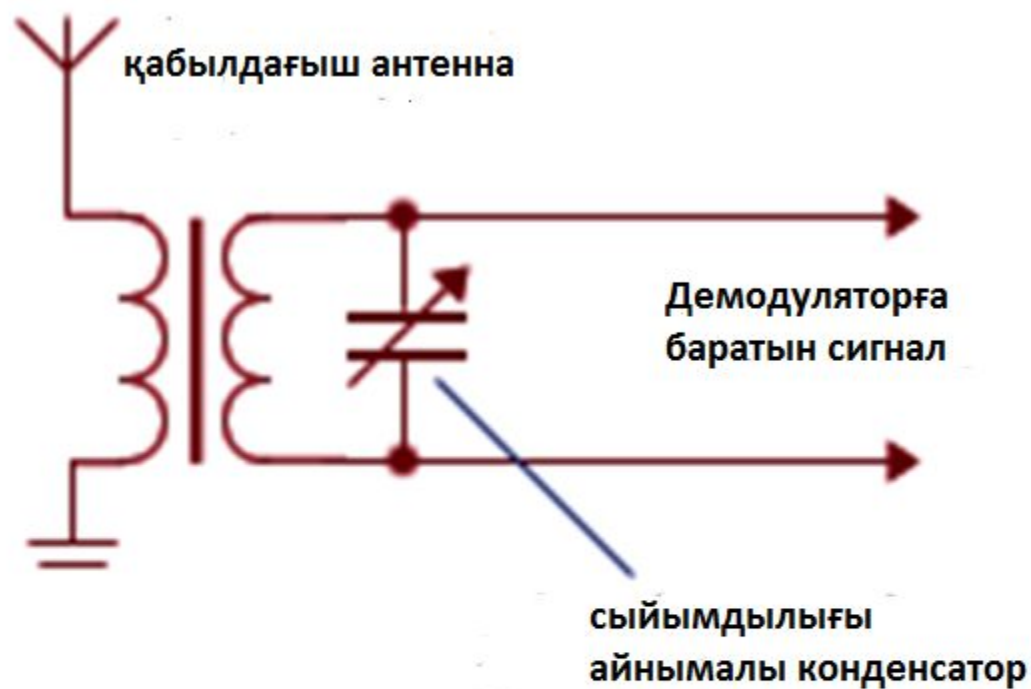 қабылдағыш антенна
Демодуляторға
баратын сигнал
сыйымдылығы
айнымалы конденсатор